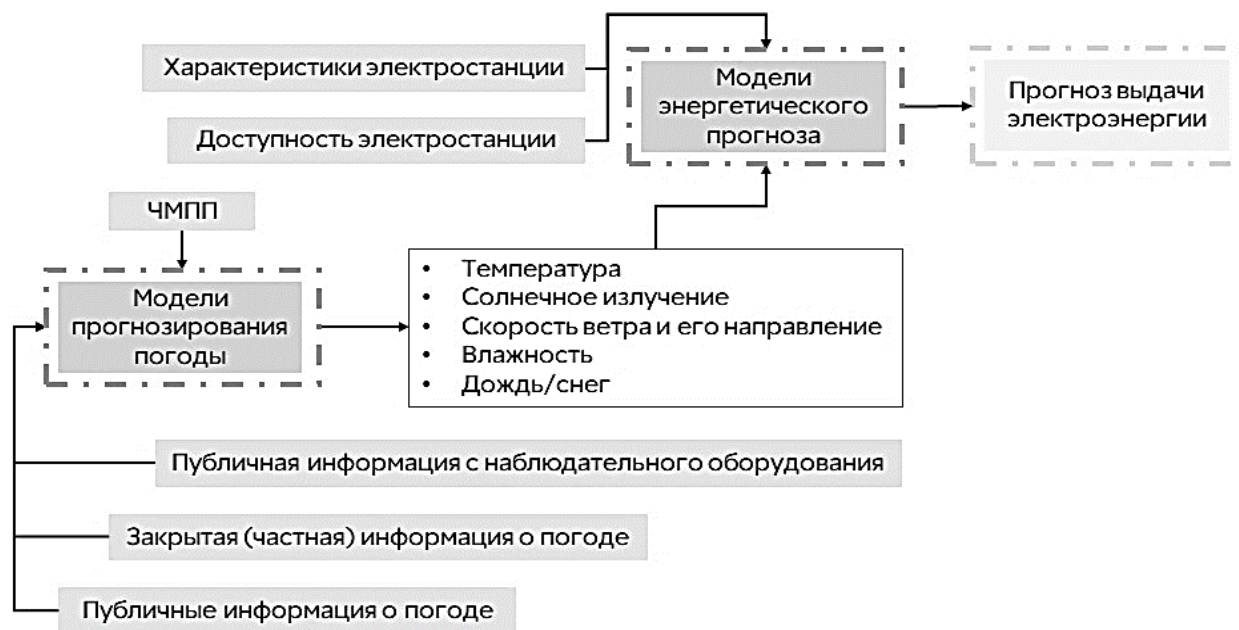 Характеристики электростанции
Доступность электростанции
Модели
энергетического
прогноза
Прогноз выдачи
электроэнергии
ЧМПП
Модели
прогнозирования
погоды
• Температура
• Солнечное излучение
• Скорость ветра и его направление
• Влажность
• Дождь/снег
Публичная информация с наблюдательного оборудования
Закрытая (частная) информация о погоде
Публичные информация о погоде